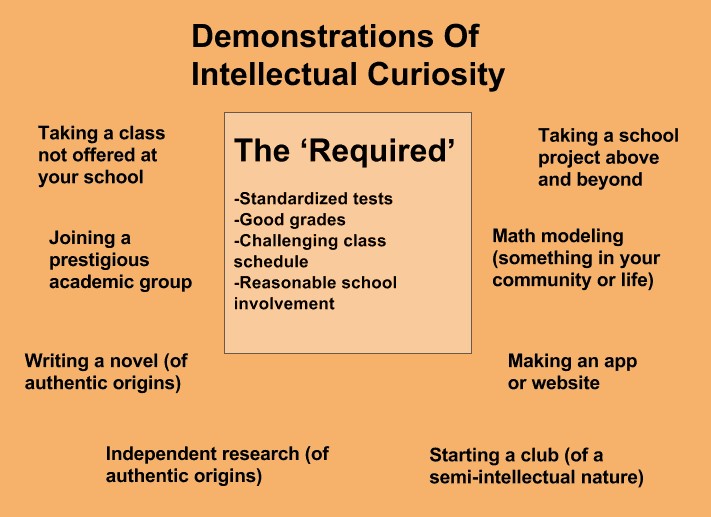 Demonstrations Of
Intellectual Curiosity
Taking a class
not offered at
your school
The ‘Required’
-Standardized tests
-Good grades
-Challenging class
schedule
-Reasonable school
involvement
Taking a school
project above
and beyond
Joining a
prestigious
academic group
Math modeling
(something in your
community or life)
Writing a novel (of
authentic origins)
Making an app
or website
Independent research (of
authentic origins)
Starting a club (of a
semi-intellectual nature)